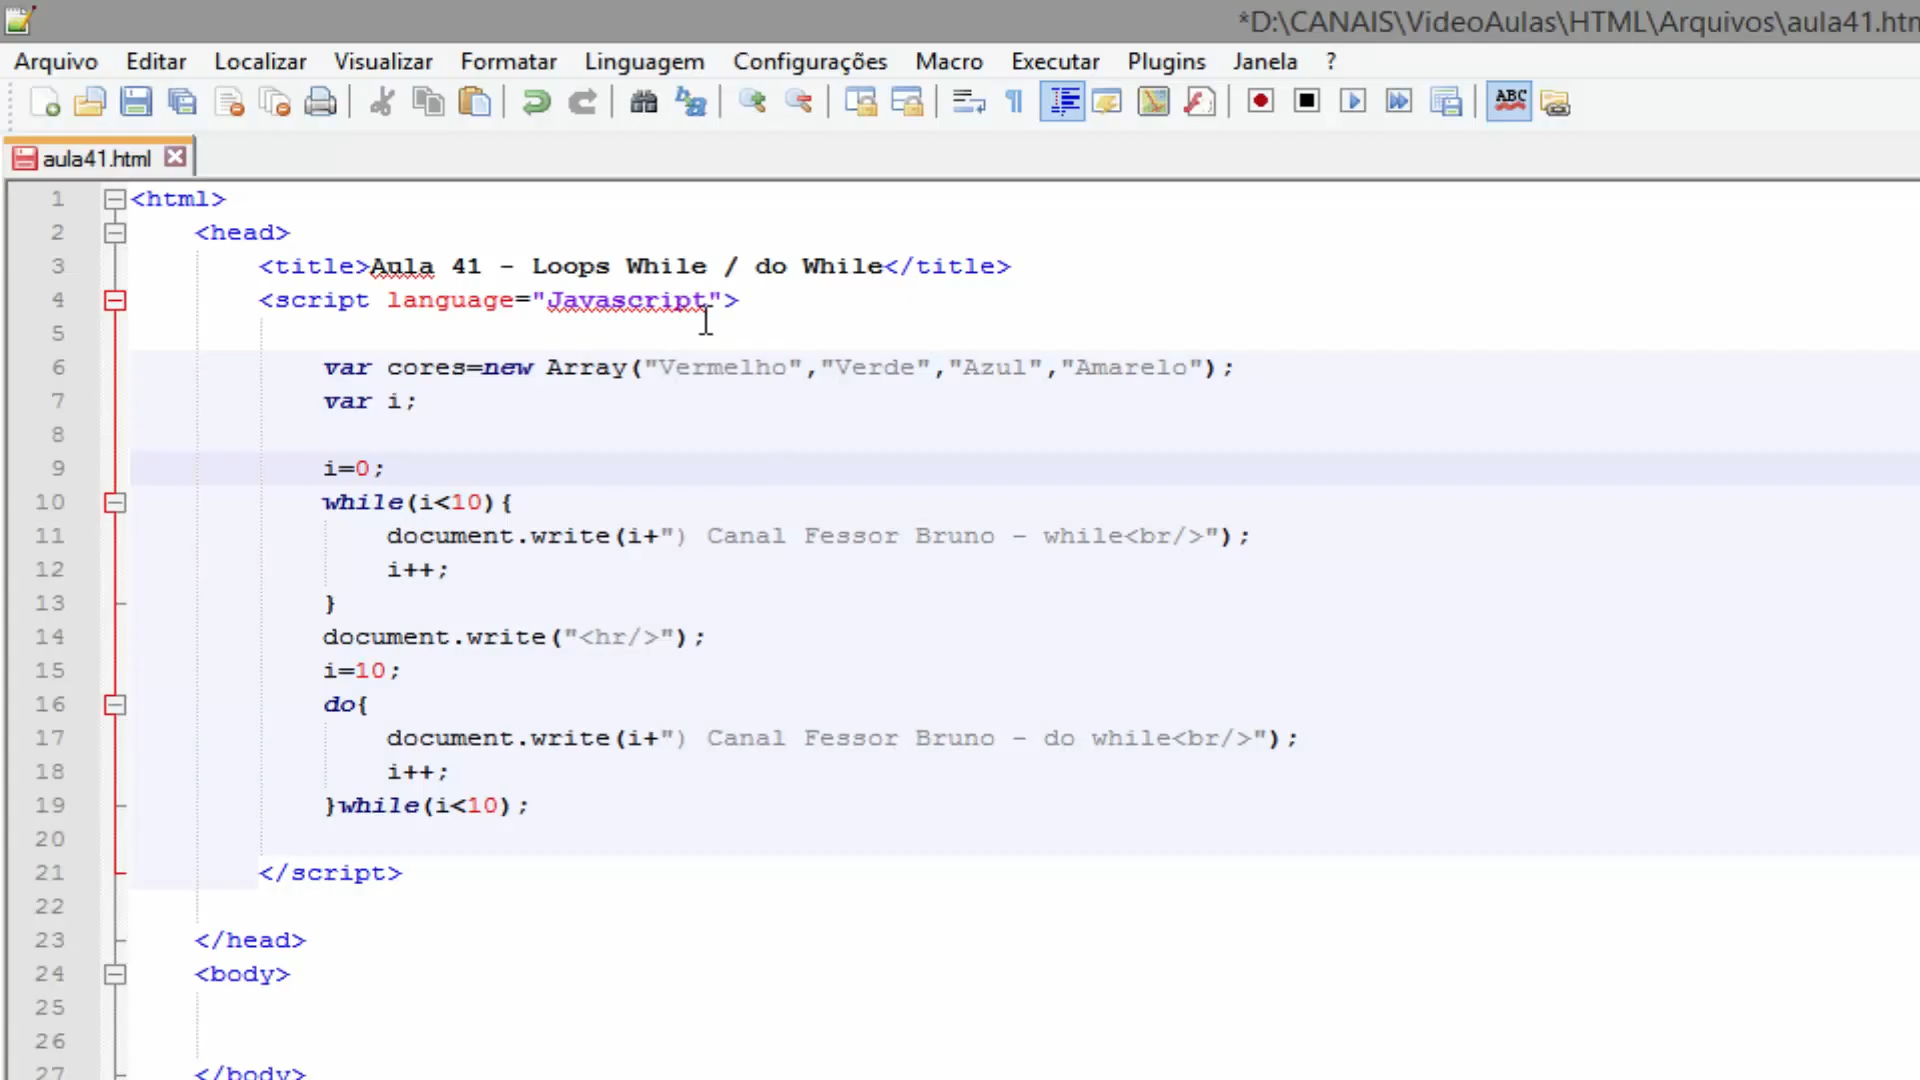 *D:\CANAIS\VideoAulas\HTML\Arquivos\aula41.htm
Arquivo Editar Localizar Visualizar Formatar Linguagem Configurações Macro Executar Plugins Janela ?
ABC
aula41.html
1 <html>
2 <head>
3 <title>Aula 41 - Loops While / do While</title>
4 <script language="Javascript">
5
6 var cores=new Array("Vermelho","Verde","Azul","Amarelo");
7 var i;
8
9 i=0;
10 while(i<10){
11 document.write(i+") Canal Fessor Bruno - while<br/>");
12 i++;
13 }
14 document.write("<hr/>");
15 i=10;
16 do{
17 document.write(i+") Canal Fessor Bruno - do while<br/>");
18 i++;
19 }while(i<10);
20
21 </script>
22
23 </head>
24 <body>
25
26
27 </body>